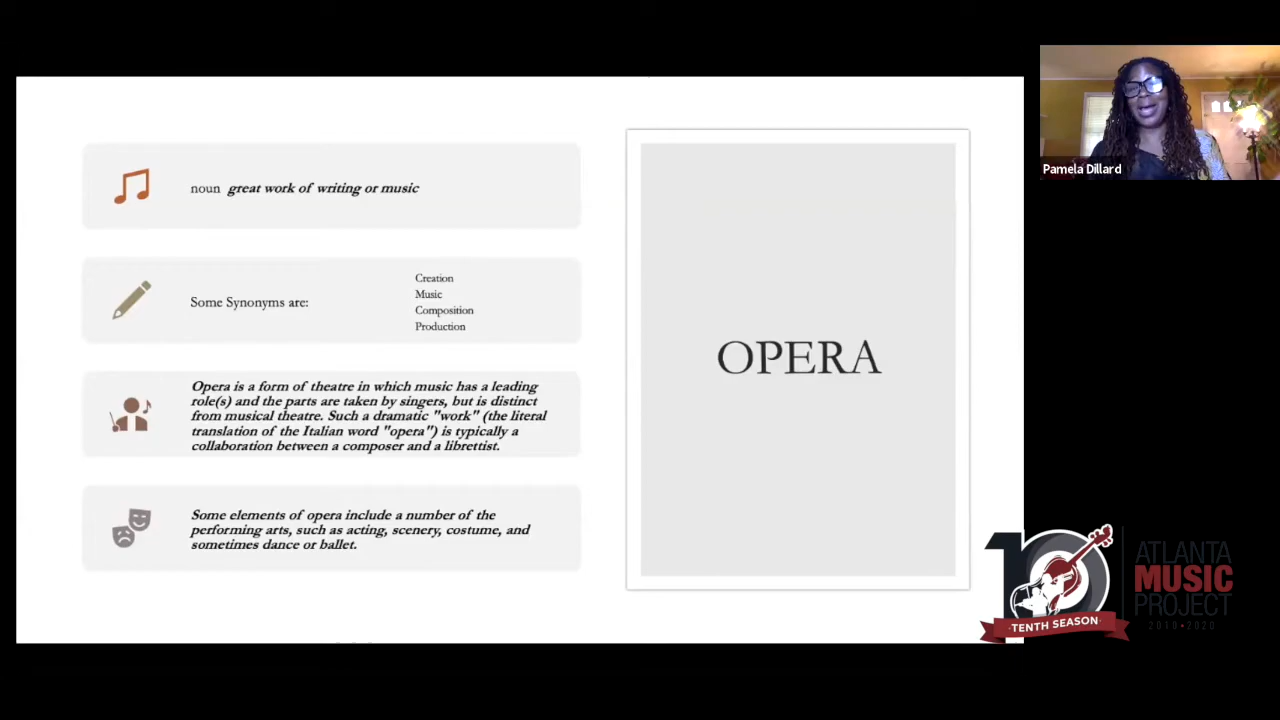 noun great work of writing or music
Some Synonyms are:
Creation
Music
Composition
Production
Opera is a form of theatre in which music has a leading
role(s) and the parts are taken by singers, but is distinct
from musical theatre. Such a dramatic "work" (the literal
translation of the Italian word "opera") is typically a
collaboration between a composer and a librettist.
Some elements of opera include a number of the
performing arts, such as acting, scenery, costume, and
sometimes dance or ballet.
OPERA
Pamela Dillard
10
TENTH SEASON
ATLANTA
MUSIC
PROJECT
2010•2020